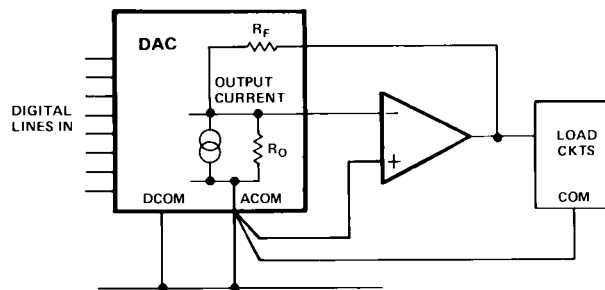 DAC
R_F
OUTPUT
CURRENT
DIGITAL
LINES IN
R_O
−
+
LOAD
CKTS
DCOM
ACOM
COM